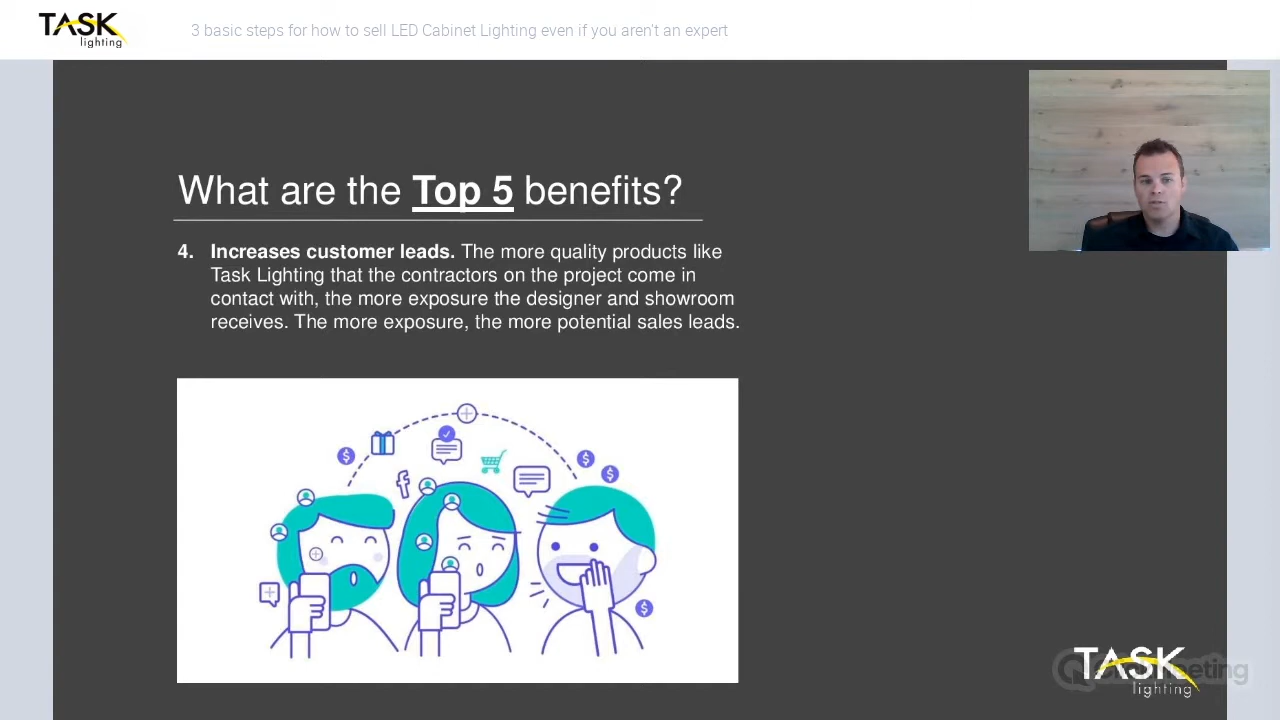 TASK
lighting
3 basic steps for how to sell LED Cabinet Lighting even if you aren't an expert
What are the Top 5 benefits?
4. Increases customer leads. The more quality products like
Task Lighting that the contractors on the project come in
contact with, the more exposure the designer and showroom
receives. The more exposure, the more potential sales leads.
TASK
lighting